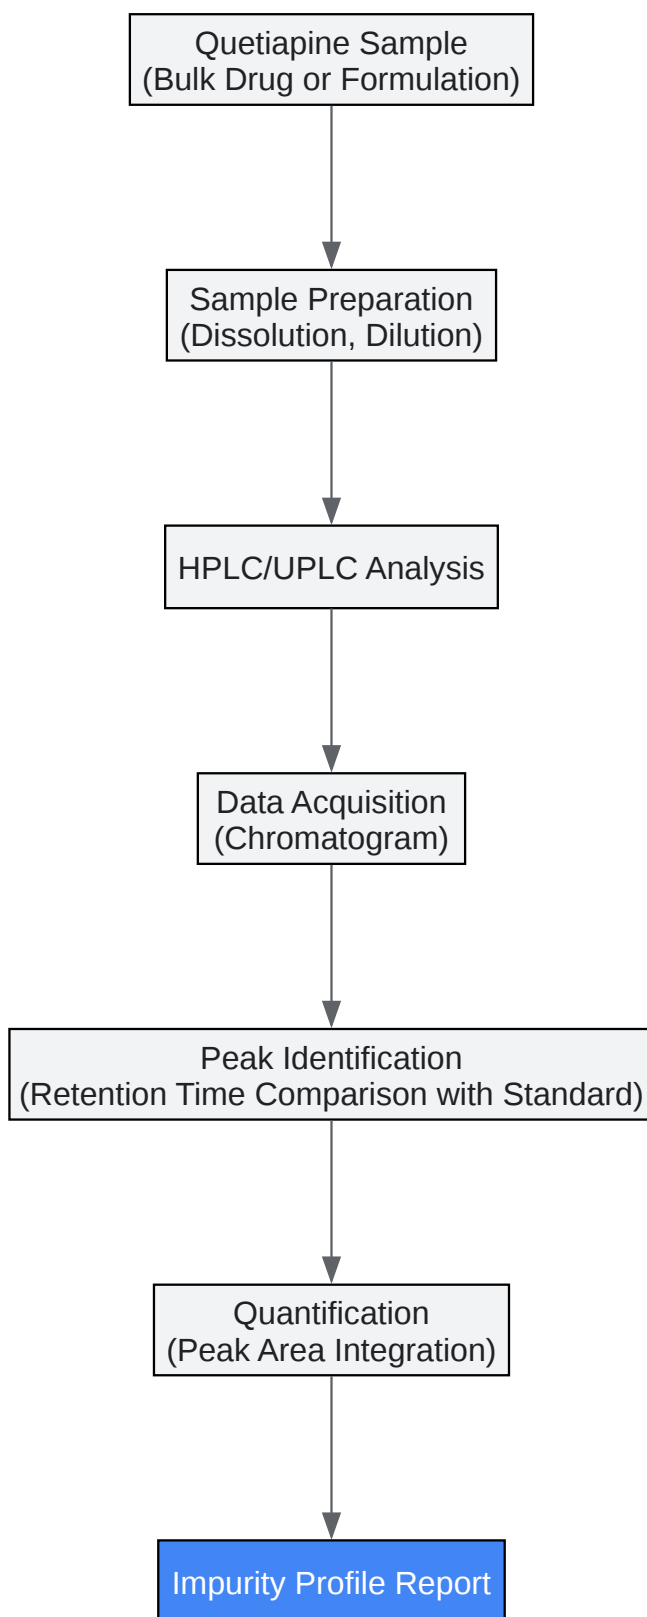 Quetiapine Sample
(Bulk Drug or Formulation)
Sample Preparation
(Dissolution, Dilution)
HPLC/UPLC Analysis
Data Acquisition
(Chromatogram)
Peak Identification
(Retention Time Comparison with Standard)
Quantification
(Peak Area Integration)
Impurity Profile Report